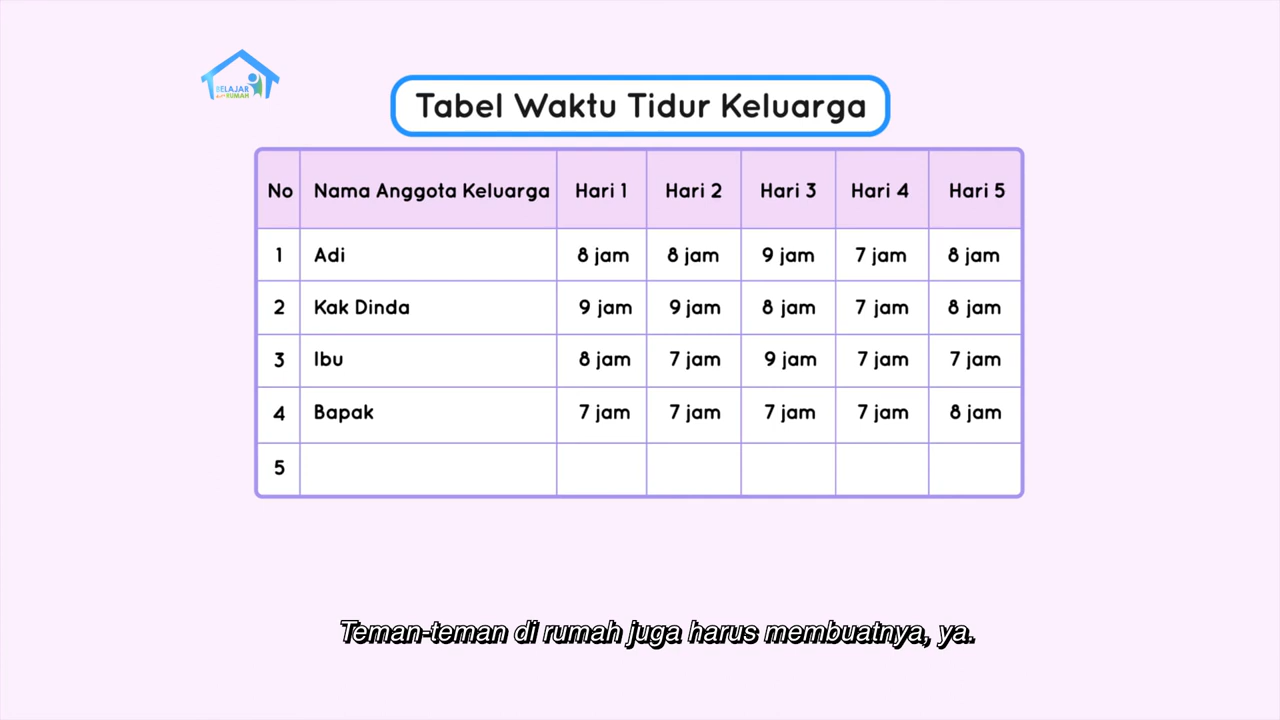 BELAJAR
dari RUMAH
Tabel Waktu Tidur Keluarga
No Nama Anggota Keluarga Hari 1 Hari 2 Hari 3 Hari 4 Hari 5
1 Adi 8 jam 8 jam 9 jam 7 jam 8 jam
2 Kak Dinda 9 jam 9 jam 8 jam 7 jam 8 jam
3 Ibu 8 jam 7 jam 9 jam 7 jam 7 jam
4 Bapak 7 jam 7 jam 7 jam 7 jam 8 jam
5
Teman-teman di rumah juga harus membuatnya, ya.